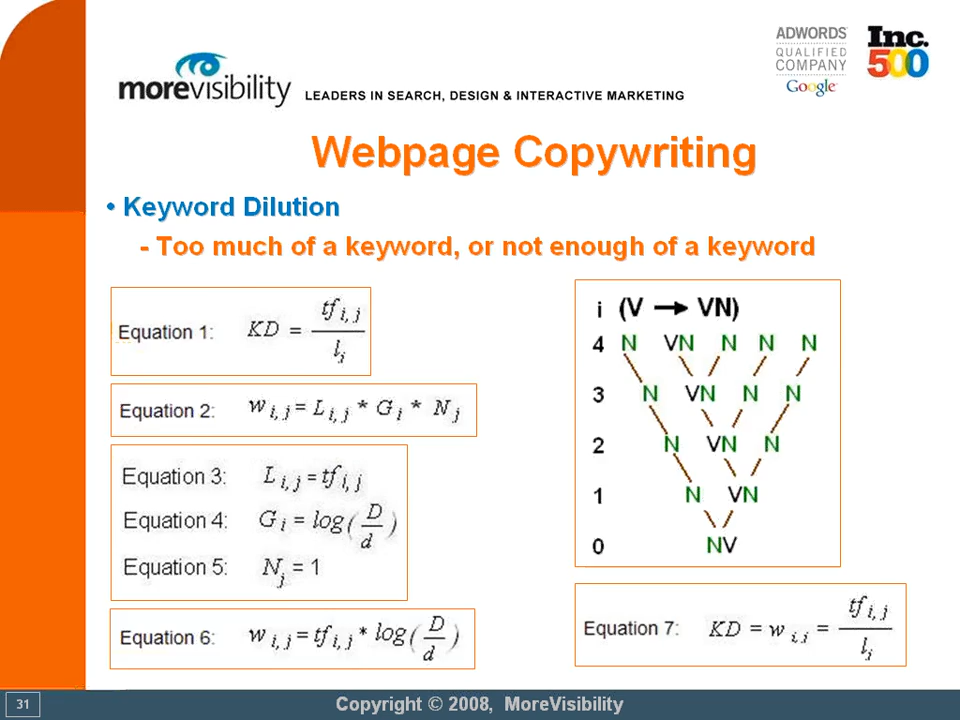 ADWORDS
QUALIFIED
COMPANY
Google
Inc.
500
morevisibility LEADERS IN SEARCH, DESIGN & INTERACTIVE MARKETING
Webpage Copywriting
• Keyword Dilution
- Too much of a keyword, or not enough of a keyword
Equation 1: KD = tf i,j / l j
Equation 2: w i,j = L i,j * G i * N j
Equation 3: L i,j = tf i,j
Equation 4: G i = log( D / d )
Equation 5: N j = 1
Equation 6: w i,j = tf i,j * log( D / d )
i (V → VN)
4 N VN N N N
3 N VN N N
2 N VN N
1 N VN
0 NV
Equation 7: KD = w i,j = tf i,j / l j
31
Copyright © 2008, MoreVisibility